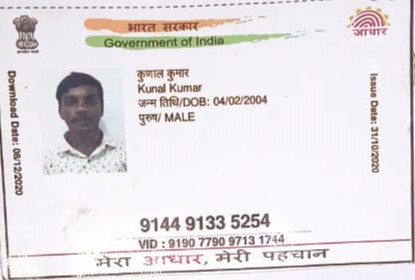 भारत सरकार
Government of India
आधार
कुणाल कुमार
Kunal Kumar
जन्म तिथि/DOB: 04/02/2004
पुरुष/ MALE
Download Date: 08/12/2020
Issue Date: 31/10/2020
9144 9133 5254
VID : 9190 7790 9713 1744
मेरा आधार, मेरी पहचान